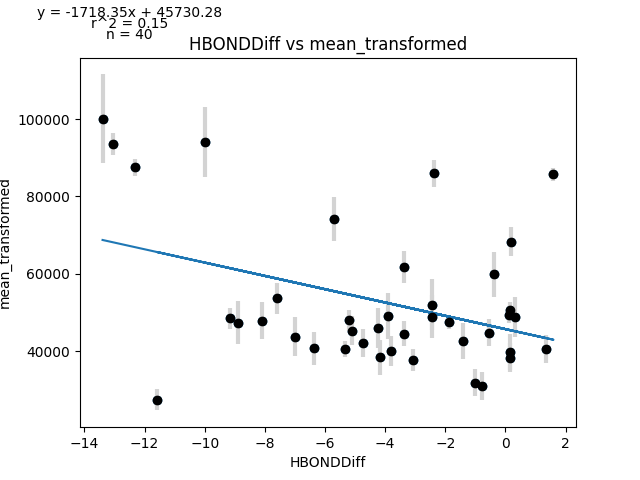 y = -1718.35x + 45730.28
r^2 = 0.15
n = 40
HBONDDiff vs mean_transformed
mean_transformed
100000
80000
60000
40000
−14 −12 −10 −8 −6 −4 −2 0 2
HBONDDiff